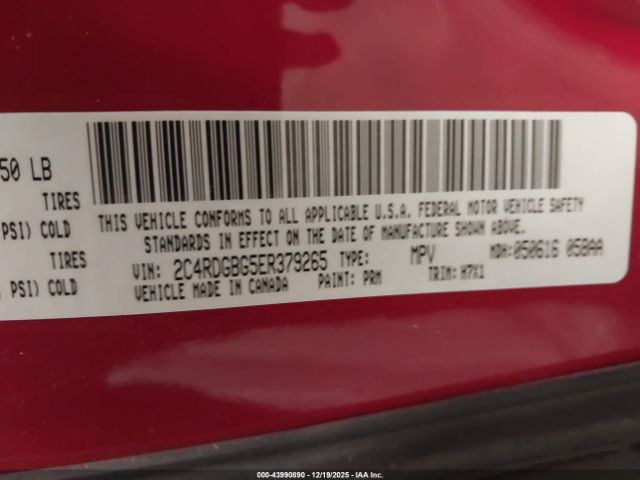 50 LB
TIRES
PSI) COLD
TIRES
, PSI) COLD
THIS VEHICLE CONFORMS TO ALL APPLICABLE U.S.A. FEDERAL MOTOR VEHICLE SAFETY
STANDARDS IN EFFECT ON THE DATE OF MANUFACTURE SHOWN ABOVE.
VIN: 2C4RDGBG5ER379265 TYPE: MPV MDH: 050616 058AA
VEHICLE MADE IN CANADA PAINT: PRM TRIM: H7X1
000-43990890 - 12/19/2025 - IAA Inc.